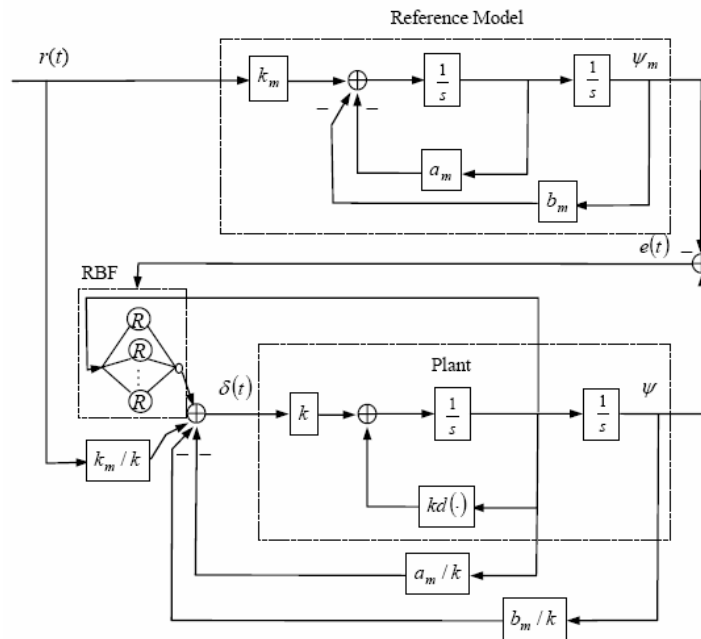 Reference Model
r(t)
k_m
1/s
1/s
ψ_m
−
−
a_m
b_m
e(t)
−
RBF
R
R
⋮
R
Plant
δ(t)
k
1/s
1/s
ψ
k_m / k
−
−
kd(·)
a_m / k
b_m / k